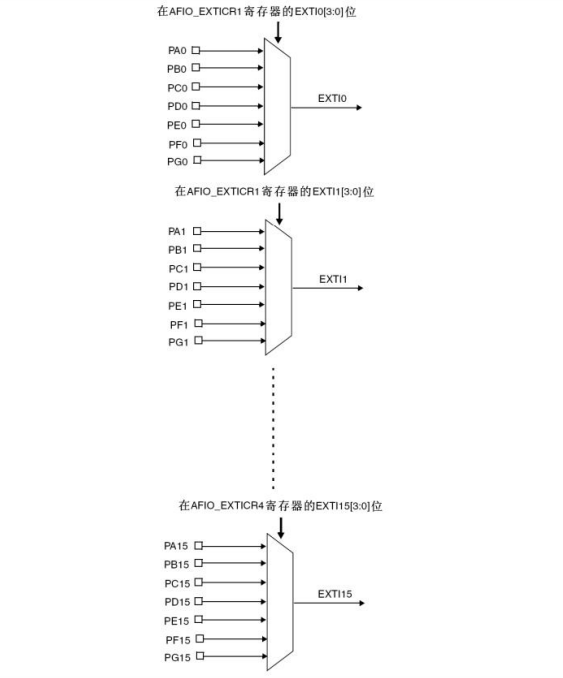 在AFIO_EXTICR1寄存器的EXTI0[3:0]位
PA0
PB0
PC0
PD0
PE0
PF0
PG0
EXTI0
在AFIO_EXTICR1寄存器的EXTI1[3:0]位
PA1
PB1
PC1
PD1
PE1
PF1
PG1
EXTI1
在AFIO_EXTICR4寄存器的EXTI15[3:0]位
PA15
PB15
PC15
PD15
PE15
PF15
PG15
EXTI15